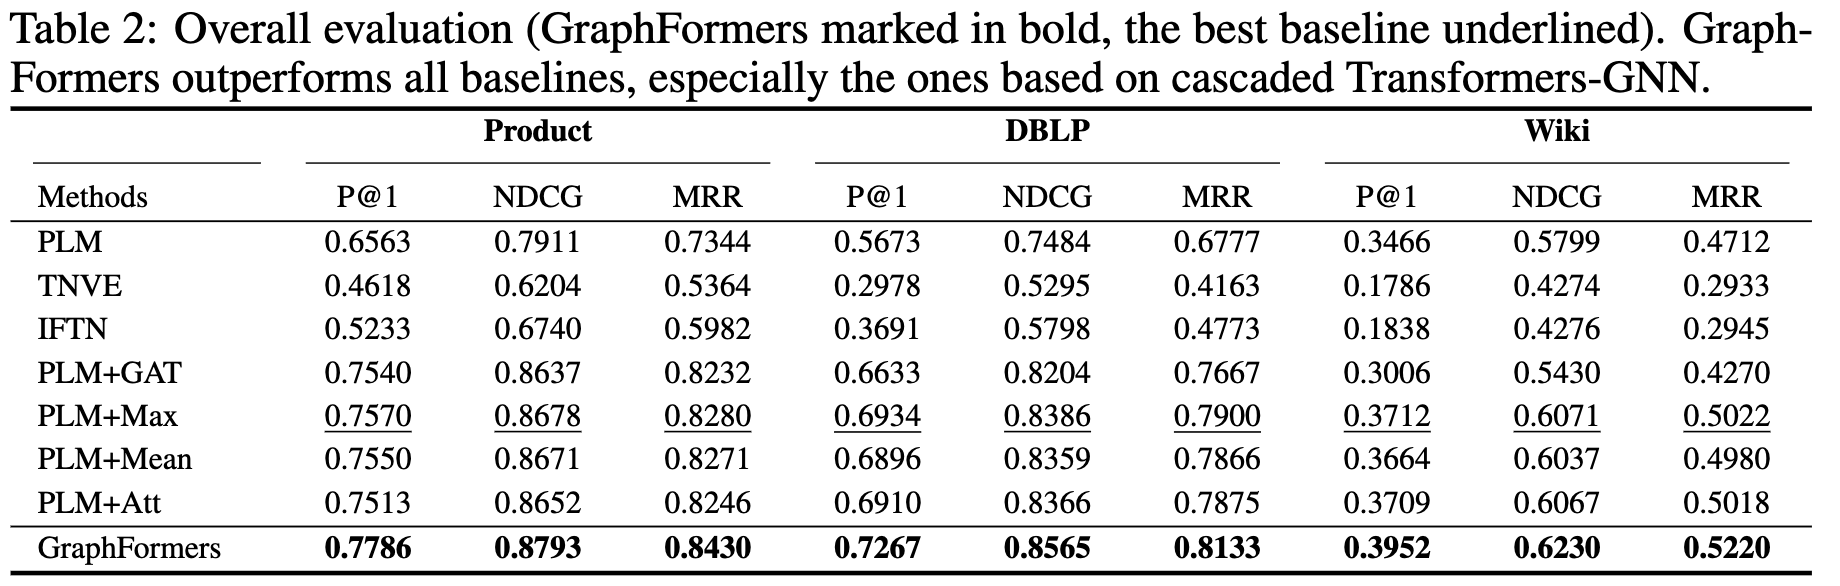 Table 2: Overall evaluation (GraphFormers marked in bold, the best baseline underlined). Graph-
Formers outperforms all baselines, especially the ones based on cascaded Transformers-GNN.
Product DBLP Wiki
Methods P@1 NDCG MRR P@1 NDCG MRR P@1 NDCG MRR
PLM 0.6563 0.7911 0.7344 0.5673 0.7484 0.6777 0.3466 0.5799 0.4712
TNVE 0.4618 0.6204 0.5364 0.2978 0.5295 0.4163 0.1786 0.4274 0.2933
IFTN 0.5233 0.6740 0.5982 0.3691 0.5798 0.4773 0.1838 0.4276 0.2945
PLM+GAT 0.7540 0.8637 0.8232 0.6633 0.8204 0.7667 0.3006 0.5430 0.4270
PLM+Max 0.7570 0.8678 0.8280 0.6934 0.8386 0.7900 0.3712 0.6071 0.5022
PLM+Mean 0.7550 0.8671 0.8271 0.6896 0.8359 0.7866 0.3664 0.6037 0.4980
PLM+Att 0.7513 0.8652 0.8246 0.6910 0.8366 0.7875 0.3709 0.6067 0.5018
GraphFormers 0.7786 0.8793 0.8430 0.7267 0.8565 0.8133 0.3952 0.6230 0.5220